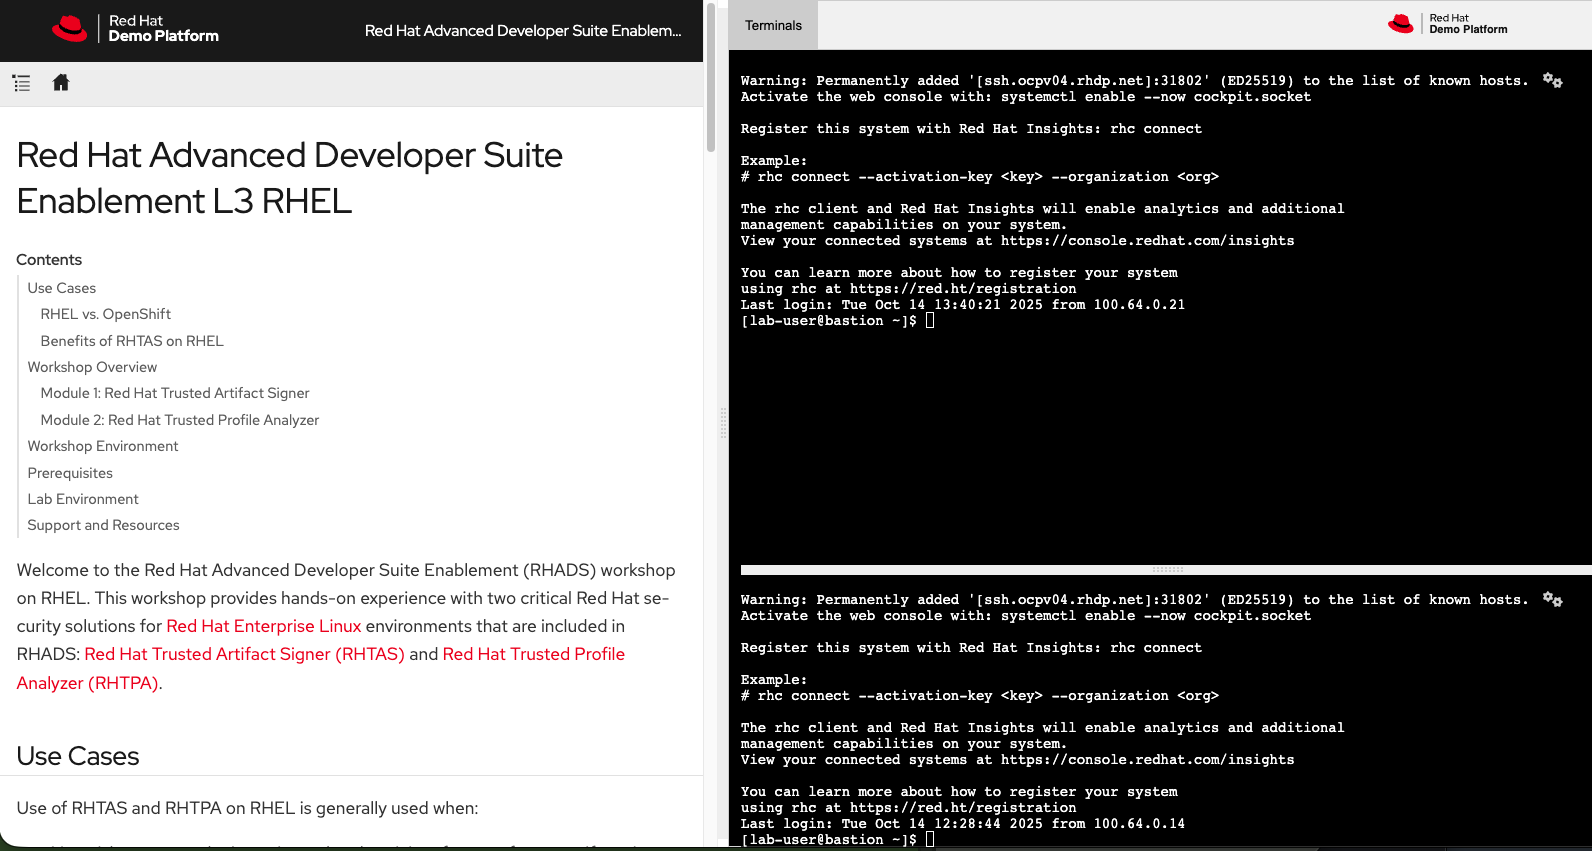 Red Hat
Demo Platform
Red Hat Advanced Developer Suite Enablem...
Red Hat Advanced Developer Suite
Enablement L3 RHEL
Contents
Use Cases
RHEL vs. OpenShift
Benefits of RHTAS on RHEL
Workshop Overview
Module 1: Red Hat Trusted Artifact Signer
Module 2: Red Hat Trusted Profile Analyzer
Workshop Environment
Prerequisites
Lab Environment
Support and Resources
Welcome to the Red Hat Advanced Developer Suite Enablement (RHADS) workshop
on RHEL. This workshop provides hands-on experience with two critical Red Hat se-
curity solutions for Red Hat Enterprise Linux environments that are included in
RHADS: Red Hat Trusted Artifact Signer (RHTAS) and Red Hat Trusted Profile
Analyzer (RHTPA).
Use Cases
Use of RHTAS and RHTPA on RHEL is generally used when:
Terminals
Red Hat
Demo Platform
Warning: Permanently added '[ssh.ocpv04.rhdp.net]:31802' (ED25519) to the list of known hosts.
Activate the web console with: systemctl enable --now cockpit.socket
Register this system with Red Hat Insights: rhc connect
Example:
# rhc connect --activation-key <key> --organization <org>
The rhc client and Red Hat Insights will enable analytics and additional
management capabilities on your system.
View your connected systems at https://console.redhat.com/insights
You can learn more about how to register your system
using rhc at https://red.ht/registration
Last login: Tue Oct 14 13:40:21 2025 from 100.64.0.21
[lab-user@bastion ~]$
Warning: Permanently added '[ssh.ocpv04.rhdp.net]:31802' (ED25519) to the list of known hosts.
Activate the web console with: systemctl enable --now cockpit.socket
Register this system with Red Hat Insights: rhc connect
Example:
# rhc connect --activation-key <key> --organization <org>
The rhc client and Red Hat Insights will enable analytics and additional
management capabilities on your system.
View your connected systems at https://console.redhat.com/insights
You can learn more about how to register your system
using rhc at https://red.ht/registration
Last login: Tue Oct 14 12:28:44 2025 from 100.64.0.14
[lab-user@bastion ~]$